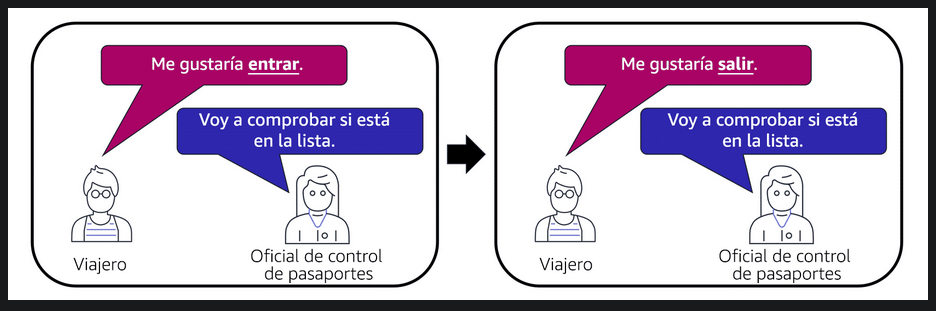 Me gustaría entrar.
Voy a comprobar si está
en la lista.
Viajero
Oficial de control
de pasaportes
Me gustaría salir.
Voy a comprobar si está
en la lista.
Viajero
Oficial de control
de pasaportes